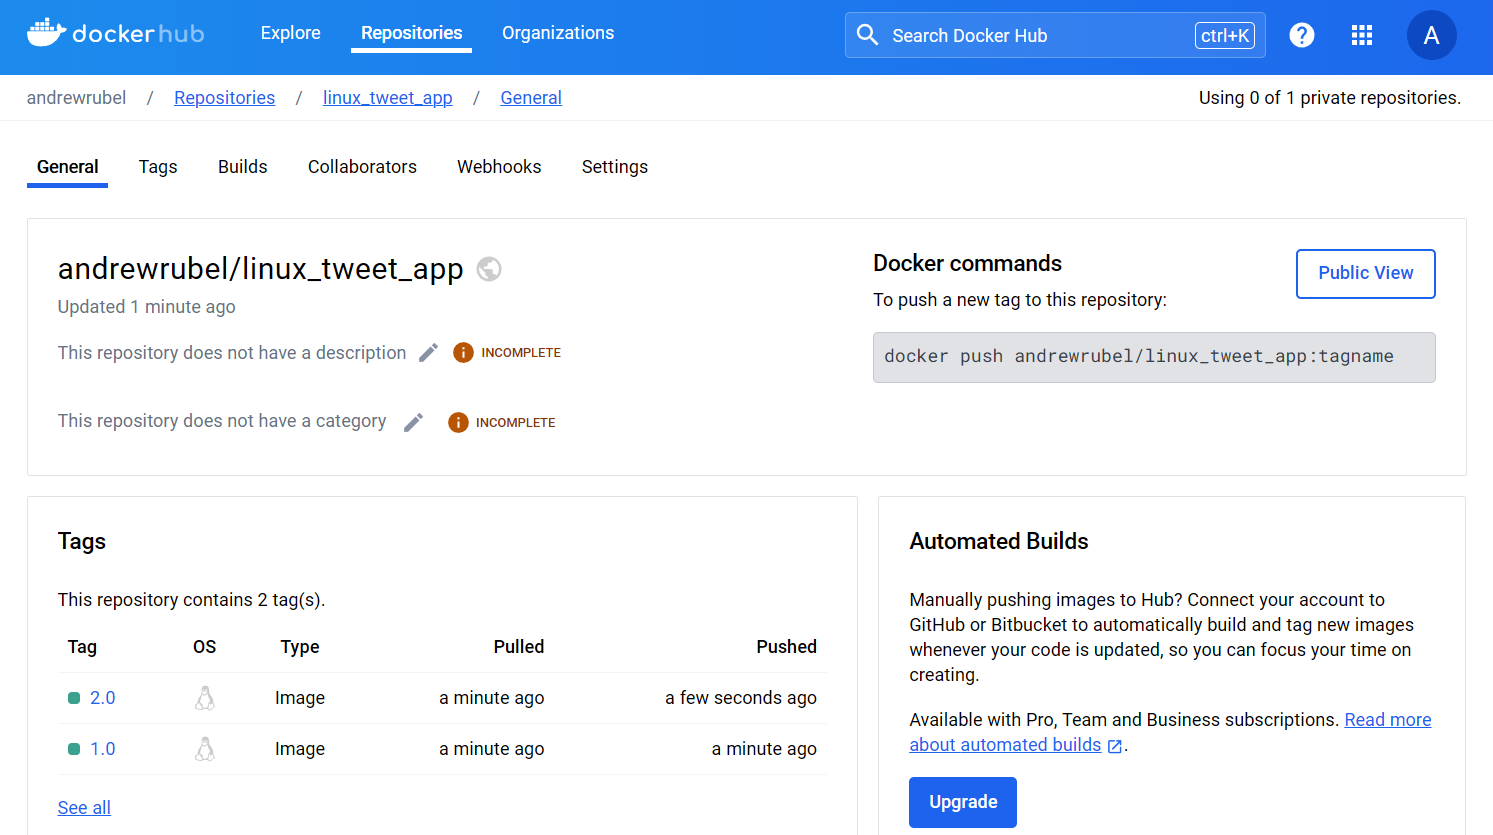 docker hub Explore Repositories Organizations Search Docker Hub ctrl+K ? A
andrewrubel / Repositories / linux_tweet_app / General Using 0 of 1 private repositories.
General Tags Builds Collaborators Webhooks Settings
andrewrubel/linux_tweet_app
Updated 1 minute ago
This repository does not have a description INCOMPLETE
This repository does not have a category INCOMPLETE
Docker commands
Public View
To push a new tag to this repository:
docker push andrewrubel/linux_tweet_app:tagname
Tags
This repository contains 2 tag(s).
Tag OS Type Pulled Pushed
2.0 Image a minute ago a few seconds ago
1.0 Image a minute ago a minute ago
See all
Automated Builds
Manually pushing images to Hub? Connect your account to
GitHub or Bitbucket to automatically build and tag new images
whenever your code is updated, so you can focus your time on
creating.
Available with Pro, Team and Business subscriptions. Read more
about automated builds .
Upgrade